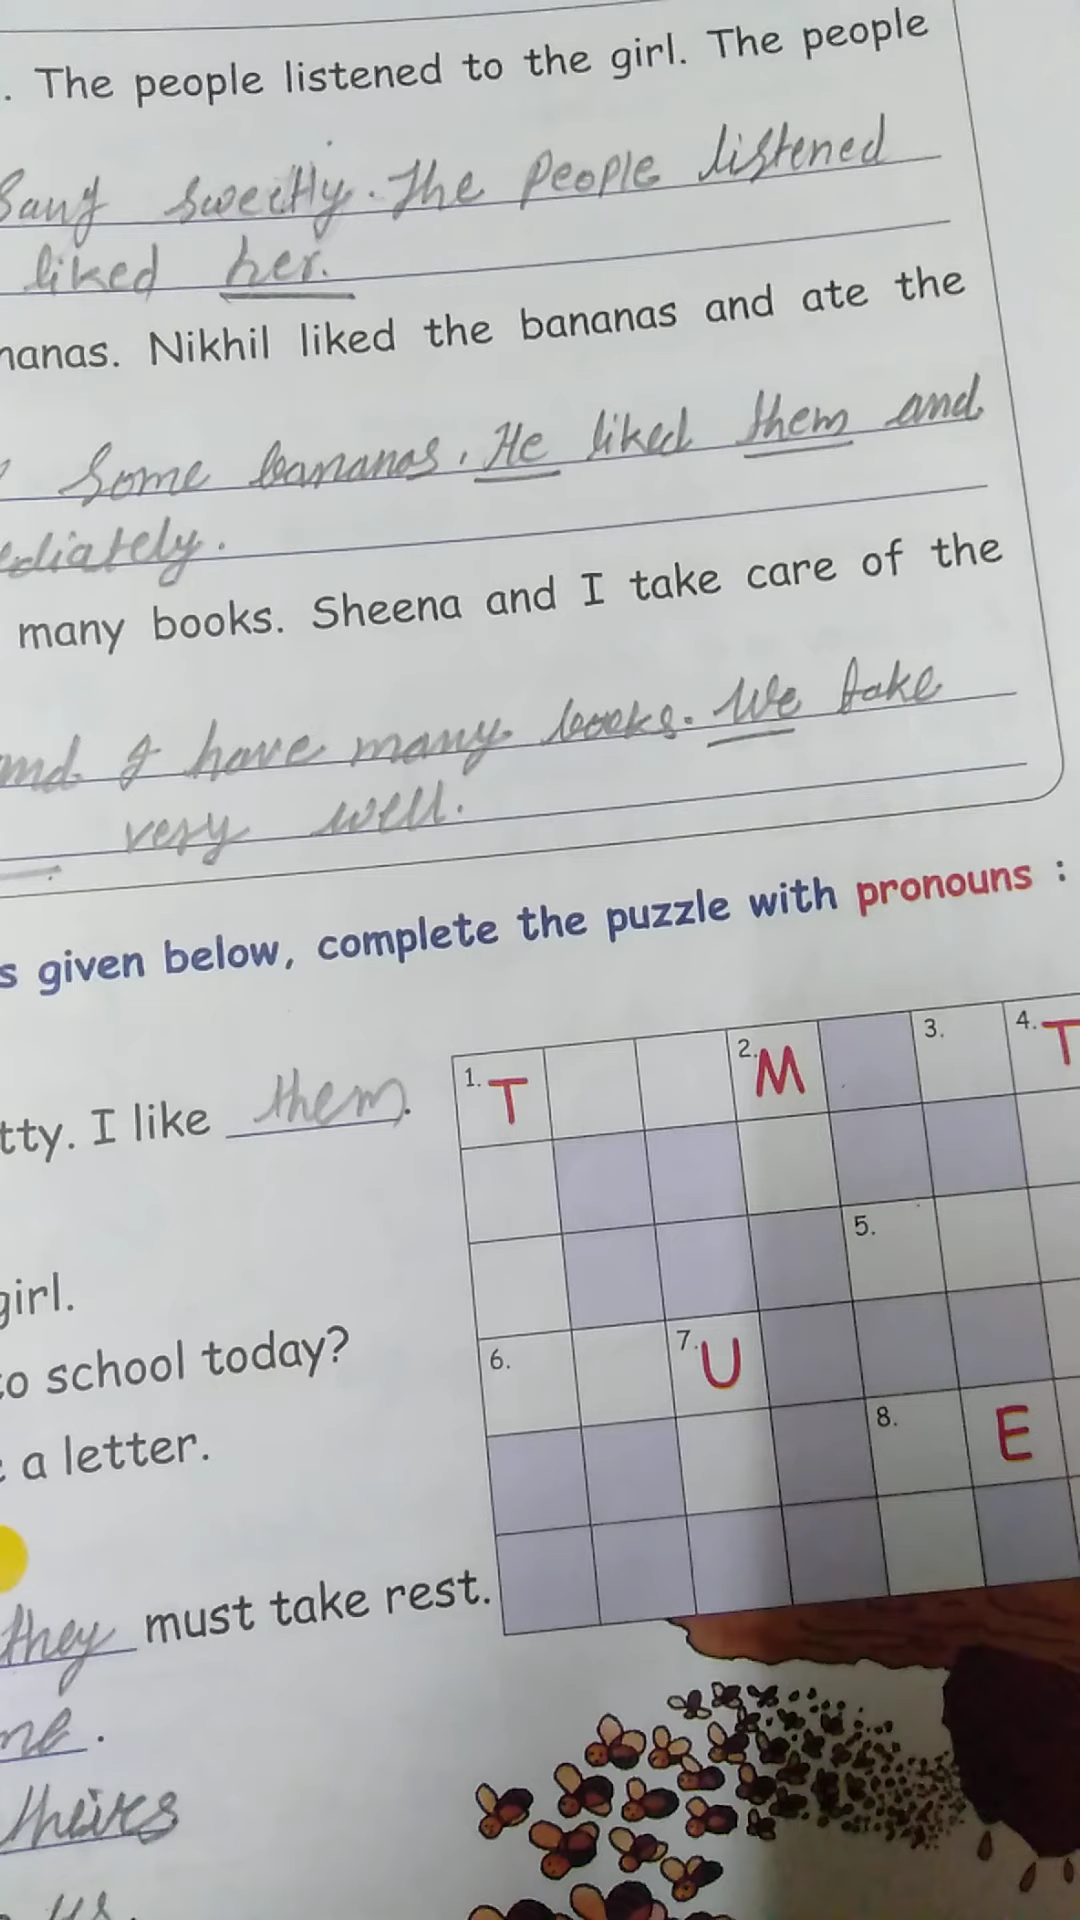 . The people listened to the girl. The people
Sang sweetly. The People listened
liked her.
nanas. Nikhil liked the bananas and ate the
some bananas. He liked them and
ediately.
many books. Sheena and I take care of the
and I have many books. We take
very well.
s given below, complete the puzzle with pronouns :
1. T 2. M 3. 4. T
tty. I like them.
5.
girl.
6. 7. U
to school today?
8. E
a letter.
they must take rest.
me.
theirs
us